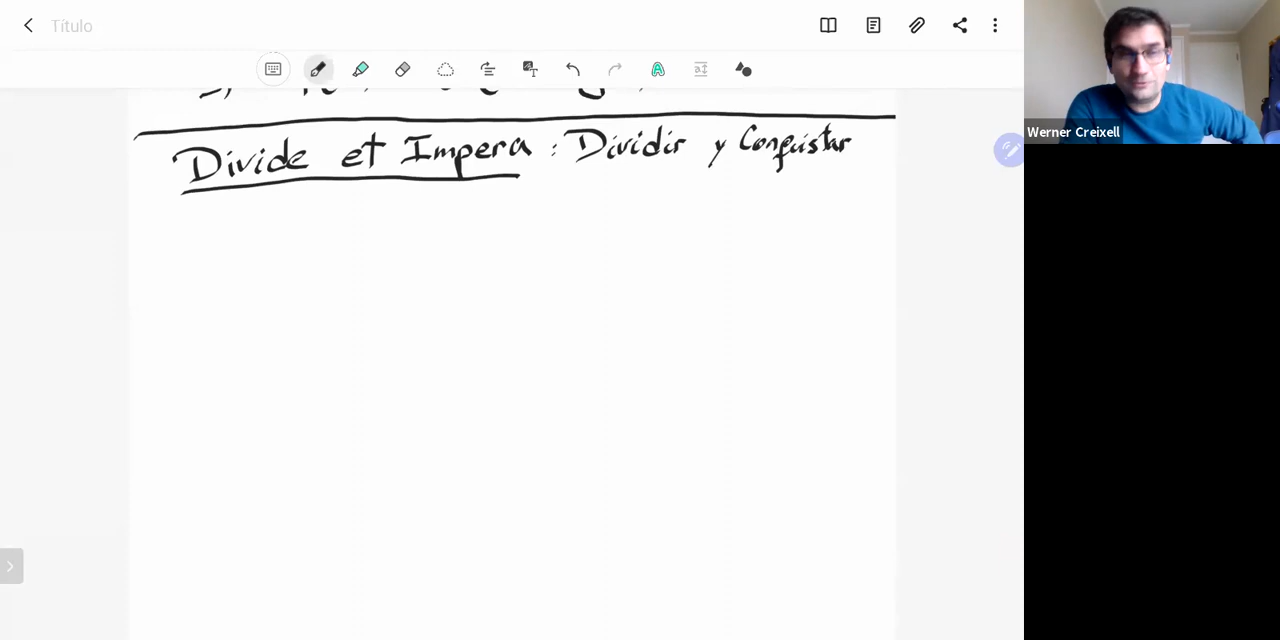 Título
Divide et Impera : Dividir y Conquistar
Werner Creixell